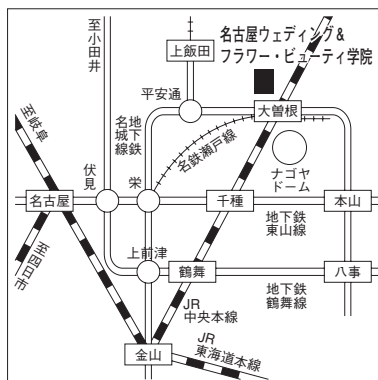 名古屋ウェディング&
フラワー・ビューティ学院
至小田井
上飯田
平安通
大曽根
至岐阜
地下鉄
名城線
名鉄瀬戸線
ナゴヤ
ドーム
伏見
栄
名古屋
千種
本山
地下鉄
東山線
至四日市
上前津
鶴舞
八事
地下鉄
鶴舞線
JR
中央本線
金山
JR
東海道本線